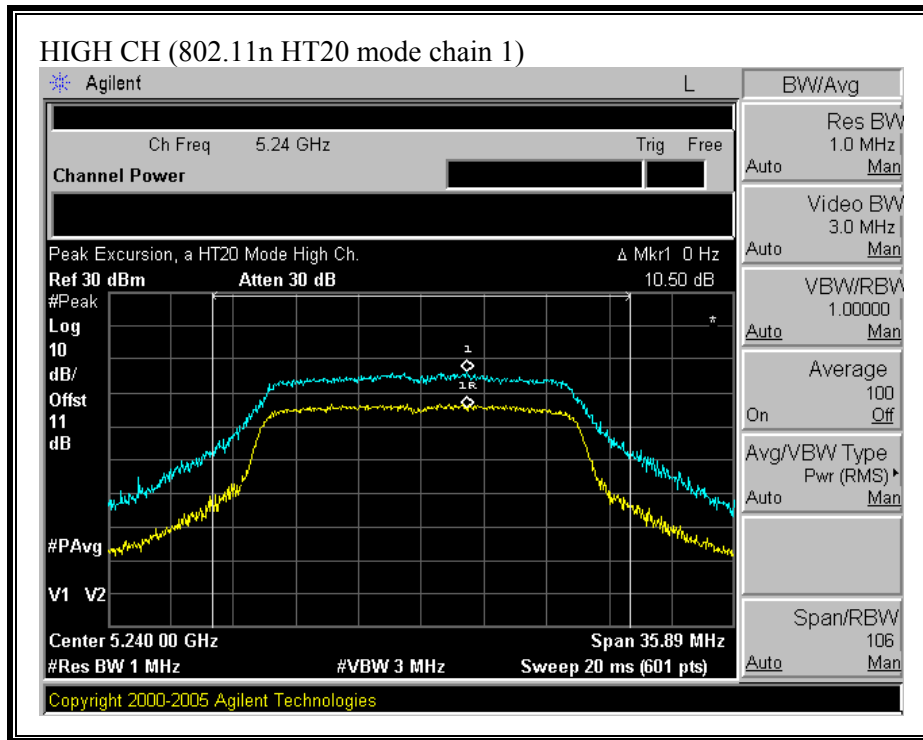 HIGH CH (802.11n HT20 mode chain 1)
Agilent L
BW/Avg
Ch Freq 5.24 GHz Trig Free
Channel Power
Peak Excursion, a HT20 Mode High Ch. Δ Mkr1 0 Hz
Ref 30 dBm Atten 30 dB 10.50 dB
#Peak
Log
10
dB/
Offst
11
dB
*
1
1R
#PAvg
V1 V2
Center 5.240 00 GHz Span 35.89 MHz
#Res BW 1 MHz #VBW 3 MHz Sweep 20 ms (601 pts)
Copyright 2000-2005 Agilent Technologies
Res BW
1.0 MHz
Auto Man
Video BW
3.0 MHz
Auto Man
VBW/RBW
1.00000
Auto Man
Average
100
On Off
Avg/VBW Type
Pwr (RMS)
Auto Man
Span/RBW
106
Auto Man